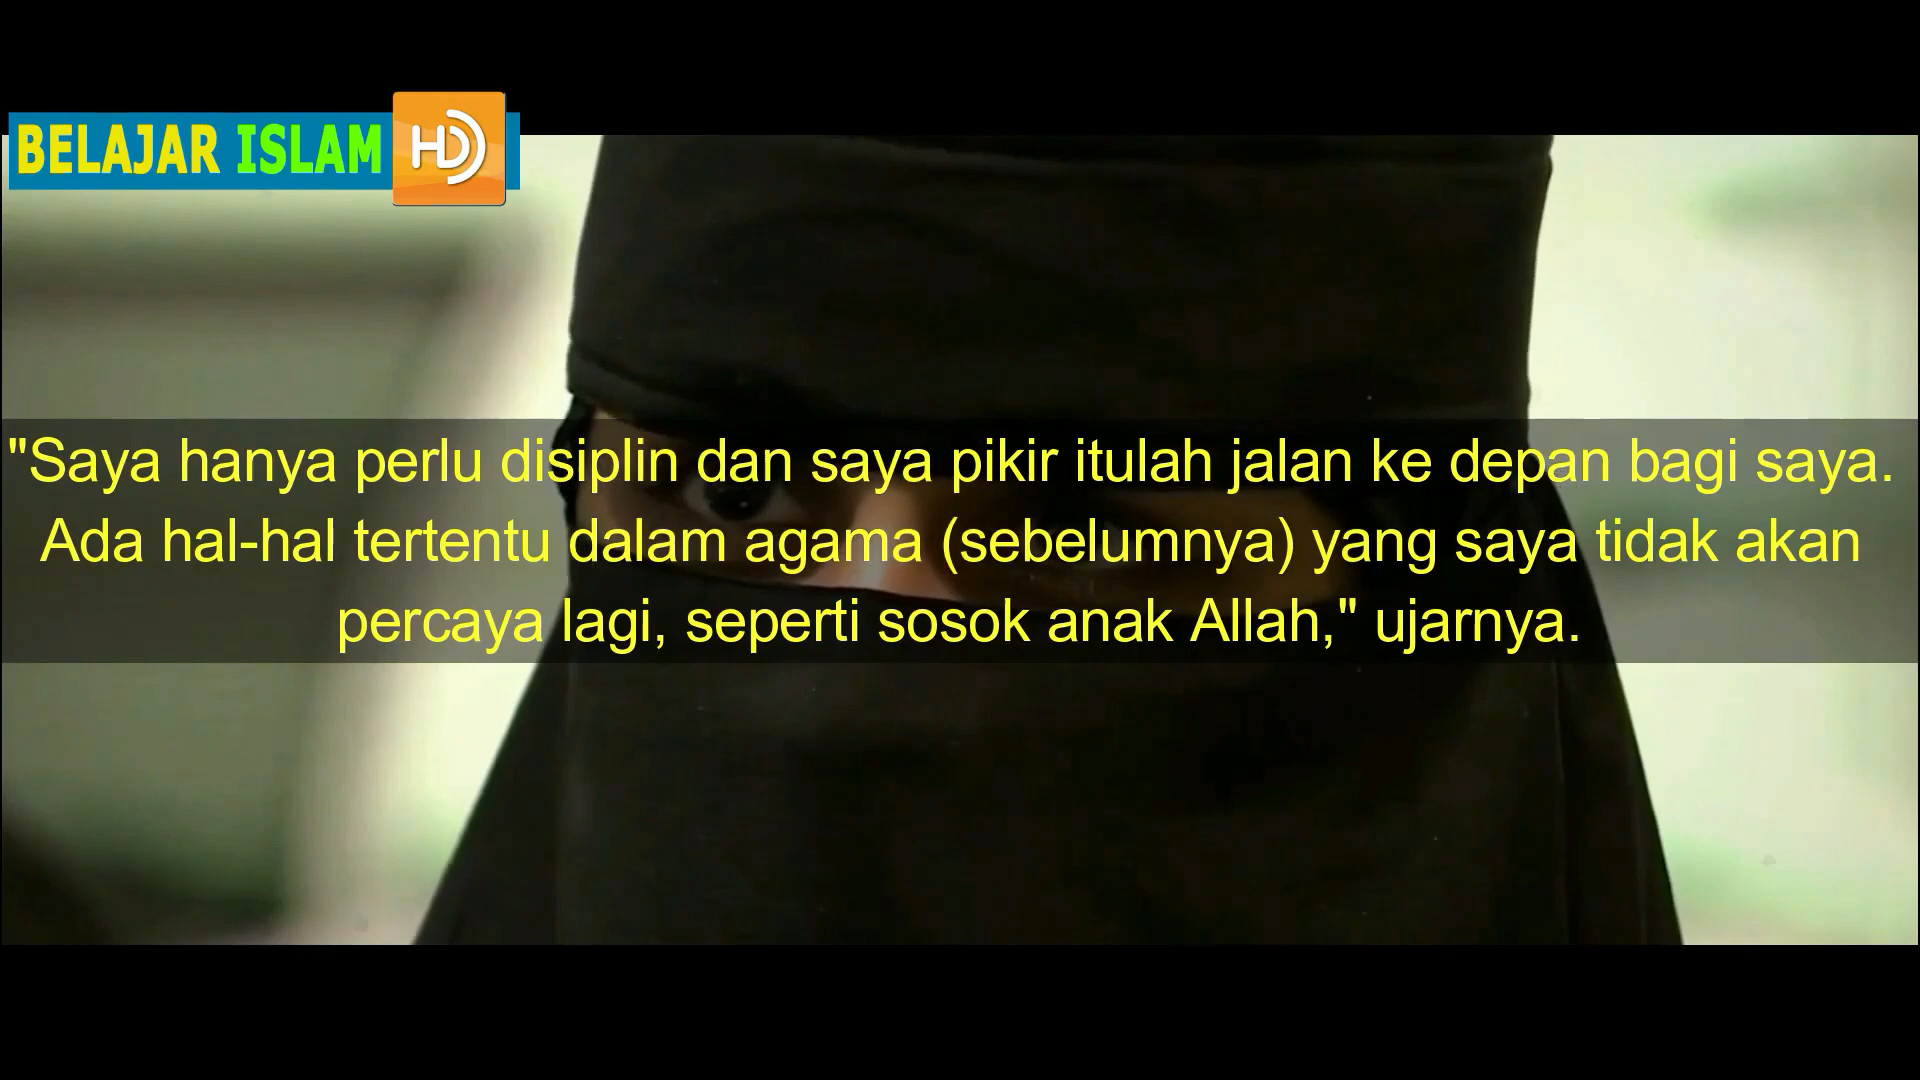 BELAJAR ISLAM HD
"Saya hanya perlu disiplin dan saya pikir itulah jalan ke depan bagi saya.
Ada hal-hal tertentu dalam agama (sebelumnya) yang saya tidak akan
percaya lagi, seperti sosok anak Allah," ujarnya.